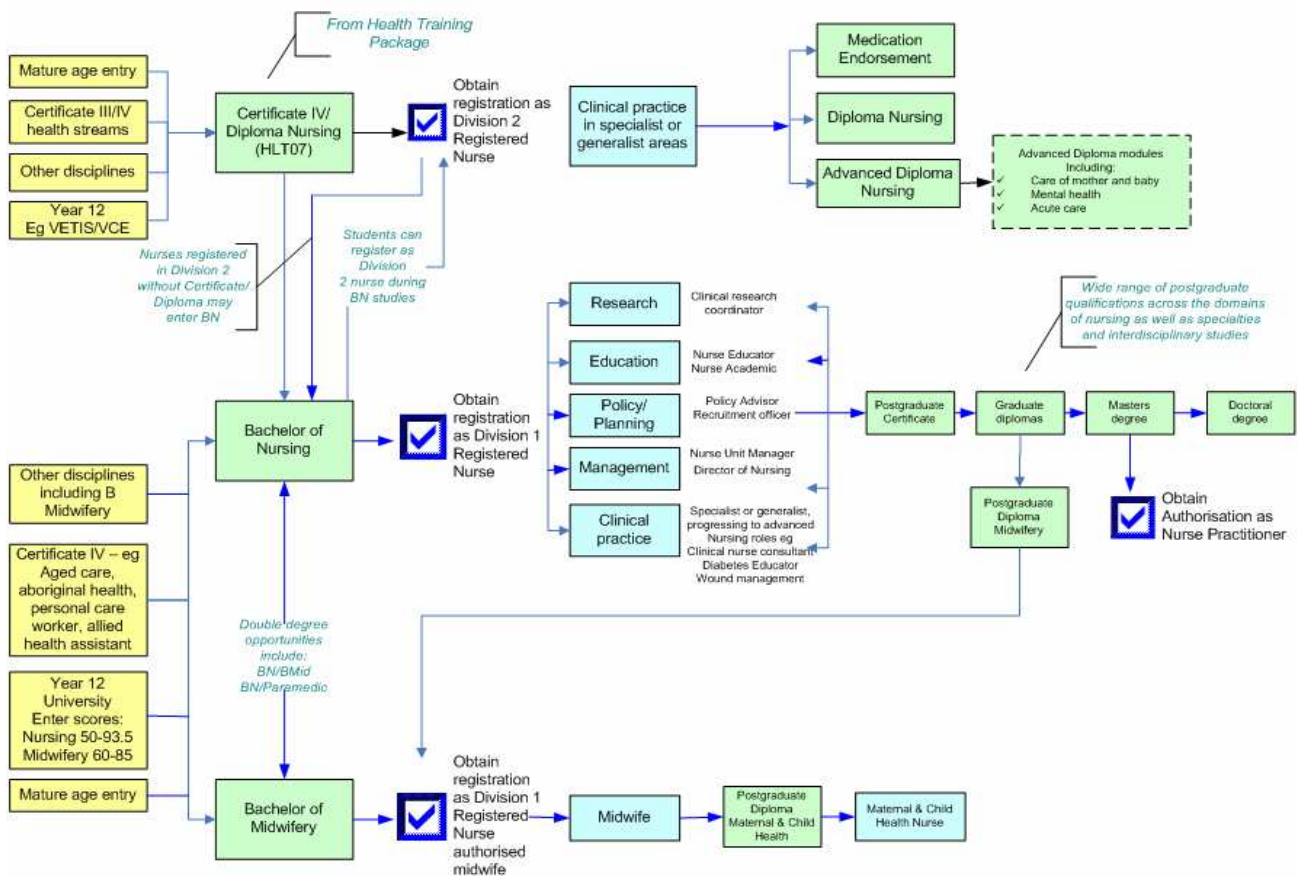 From Health Training
Package
Mature age entry
Certificate III/IV
health streams
Other disciplines
Year 12
Eg VETIS/VCE
Certificate IV/
Diploma Nursing
(HLT07)
Obtain
registration as
Division 2
Registered
Nurse
Clinical practice
in specialist or
generalist areas
Medication
Endorsement
Diploma Nursing
Advanced Diploma
Nursing
Advanced Diploma modules
Including:
✓ Care of mother and baby
✓ Mental health
✓ Acute care
Nurses registered
in Division 2
without Certificate/
Diploma may
enter BN
Students can
register as
Division
2 nurse during
BN studies
Wide range of postgraduate
qualifications across the domains
of nursing as well as specialties
and interdisciplinary studies
Research
Clinical research
coordinator
Education
Nurse Educator
Nurse Academic
Policy/
Planning
Policy Advisor
Recruitment officer
Management
Nurse Unit Manager
Director of Nursing
Clinical
practice
Specialist or generalist,
progressing to advanced
Nursing roles eg
Clinical nurse consultant
Diabetes Educator
Wound management
Bachelor of
Nursing
Obtain
registration
as Division 1
Registered
Nurse
Postgraduate
Certificate
Graduate
diplomas
Masters
degree
Doctoral
degree
Postgraduate
Diploma
Midwifery
Obtain
Authorisation as
Nurse Practitioner
Other disciplines
including B
Midwifery
Certificate IV – eg
Aged care,
aboriginal health,
personal care
worker, allied
health assistant
Year 12
University
Enter scores:
Nursing 50-93.5
Midwifery 60-85
Mature age entry
Double degree
opportunities
include:
BN/BMid
BN/Paramedic
Bachelor of
Midwifery
Obtain
registration
as Division 1
Registered
Nurse
authorised
midwife
Midwife
Postgraduate
Diploma
Maternal & Child
Health
Maternal & Child
Health Nurse